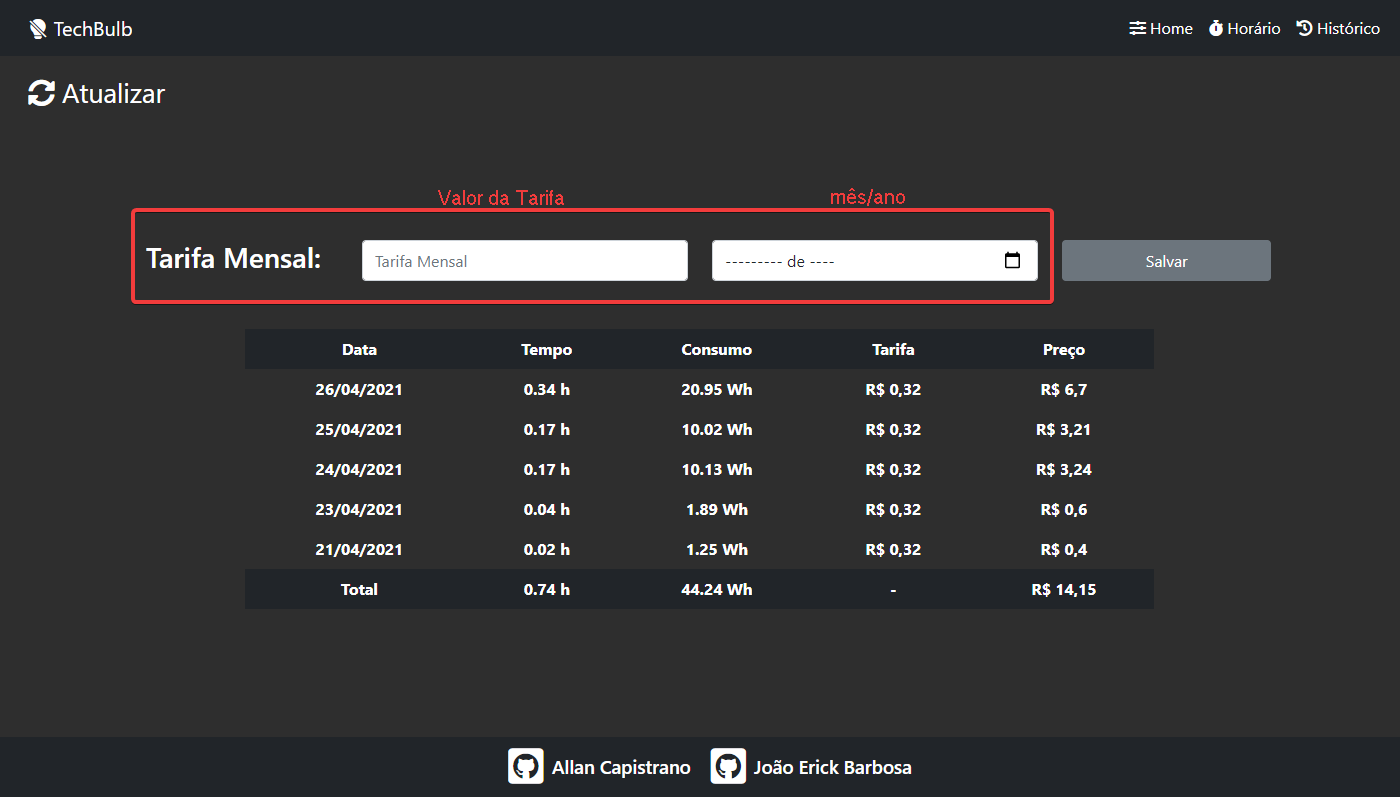 TechBulb Home Horário Histórico
Atualizar
Valor da Tarifa mês/ano
Tarifa Mensal: Tarifa Mensal --------- de ---- Salvar
Data Tempo Consumo Tarifa Preço
26/04/2021 0.34 h 20.95 Wh R$ 0,32 R$ 6,7
25/04/2021 0.17 h 10.02 Wh R$ 0,32 R$ 3,21
24/04/2021 0.17 h 10.13 Wh R$ 0,32 R$ 3,24
23/04/2021 0.04 h 1.89 Wh R$ 0,32 R$ 0,6
21/04/2021 0.02 h 1.25 Wh R$ 0,32 R$ 0,4
Total 0.74 h 44.24 Wh - R$ 14,15
Allan Capistrano João Erick Barbosa